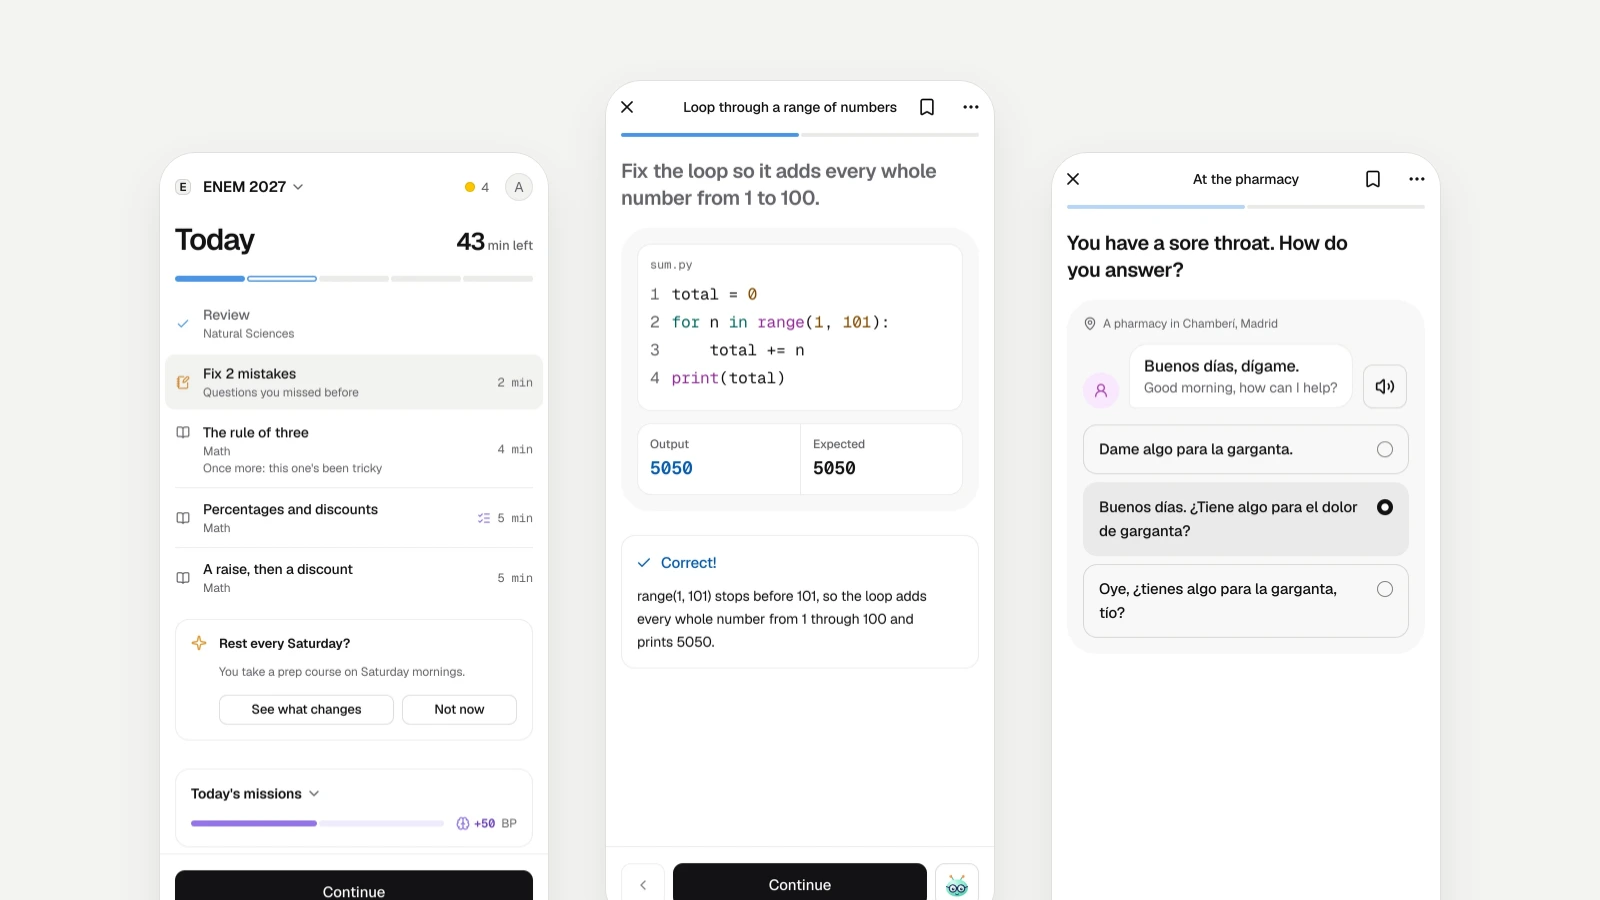 E ENEM 2027
4
A
Today
43 min left
Review
Natural Sciences
Fix 2 mistakes
2 min
Questions you missed before
The rule of three
Math
4 min
Once more: this one's been tricky
Percentages and discounts
5 min
Math
A raise, then a discount
5 min
Math
Rest every Saturday?
You take a prep course on Saturday mornings.
See what changes
Not now
Today's missions
+50 BP
Continue
Loop through a range of numbers
Fix the loop so it adds every whole
number from 1 to 100.
sum.py
1 total = 0
2 for n in range(1, 101):
3     total += n
4 print(total)
Output
Expected
5050
5050
Correct!
range(1, 101) stops before 101, so the loop adds
every whole number from 1 through 100 and
prints 5050.
Continue
At the pharmacy
You have a sore throat. How do
you answer?
A pharmacy in Chamberí, Madrid
Buenos días, dígame.
Good morning, how can I help?
Dame algo para la garganta.
Buenos días. ¿Tiene algo para el dolor
de garganta?
Oye, ¿tienes algo para la garganta,
tío?